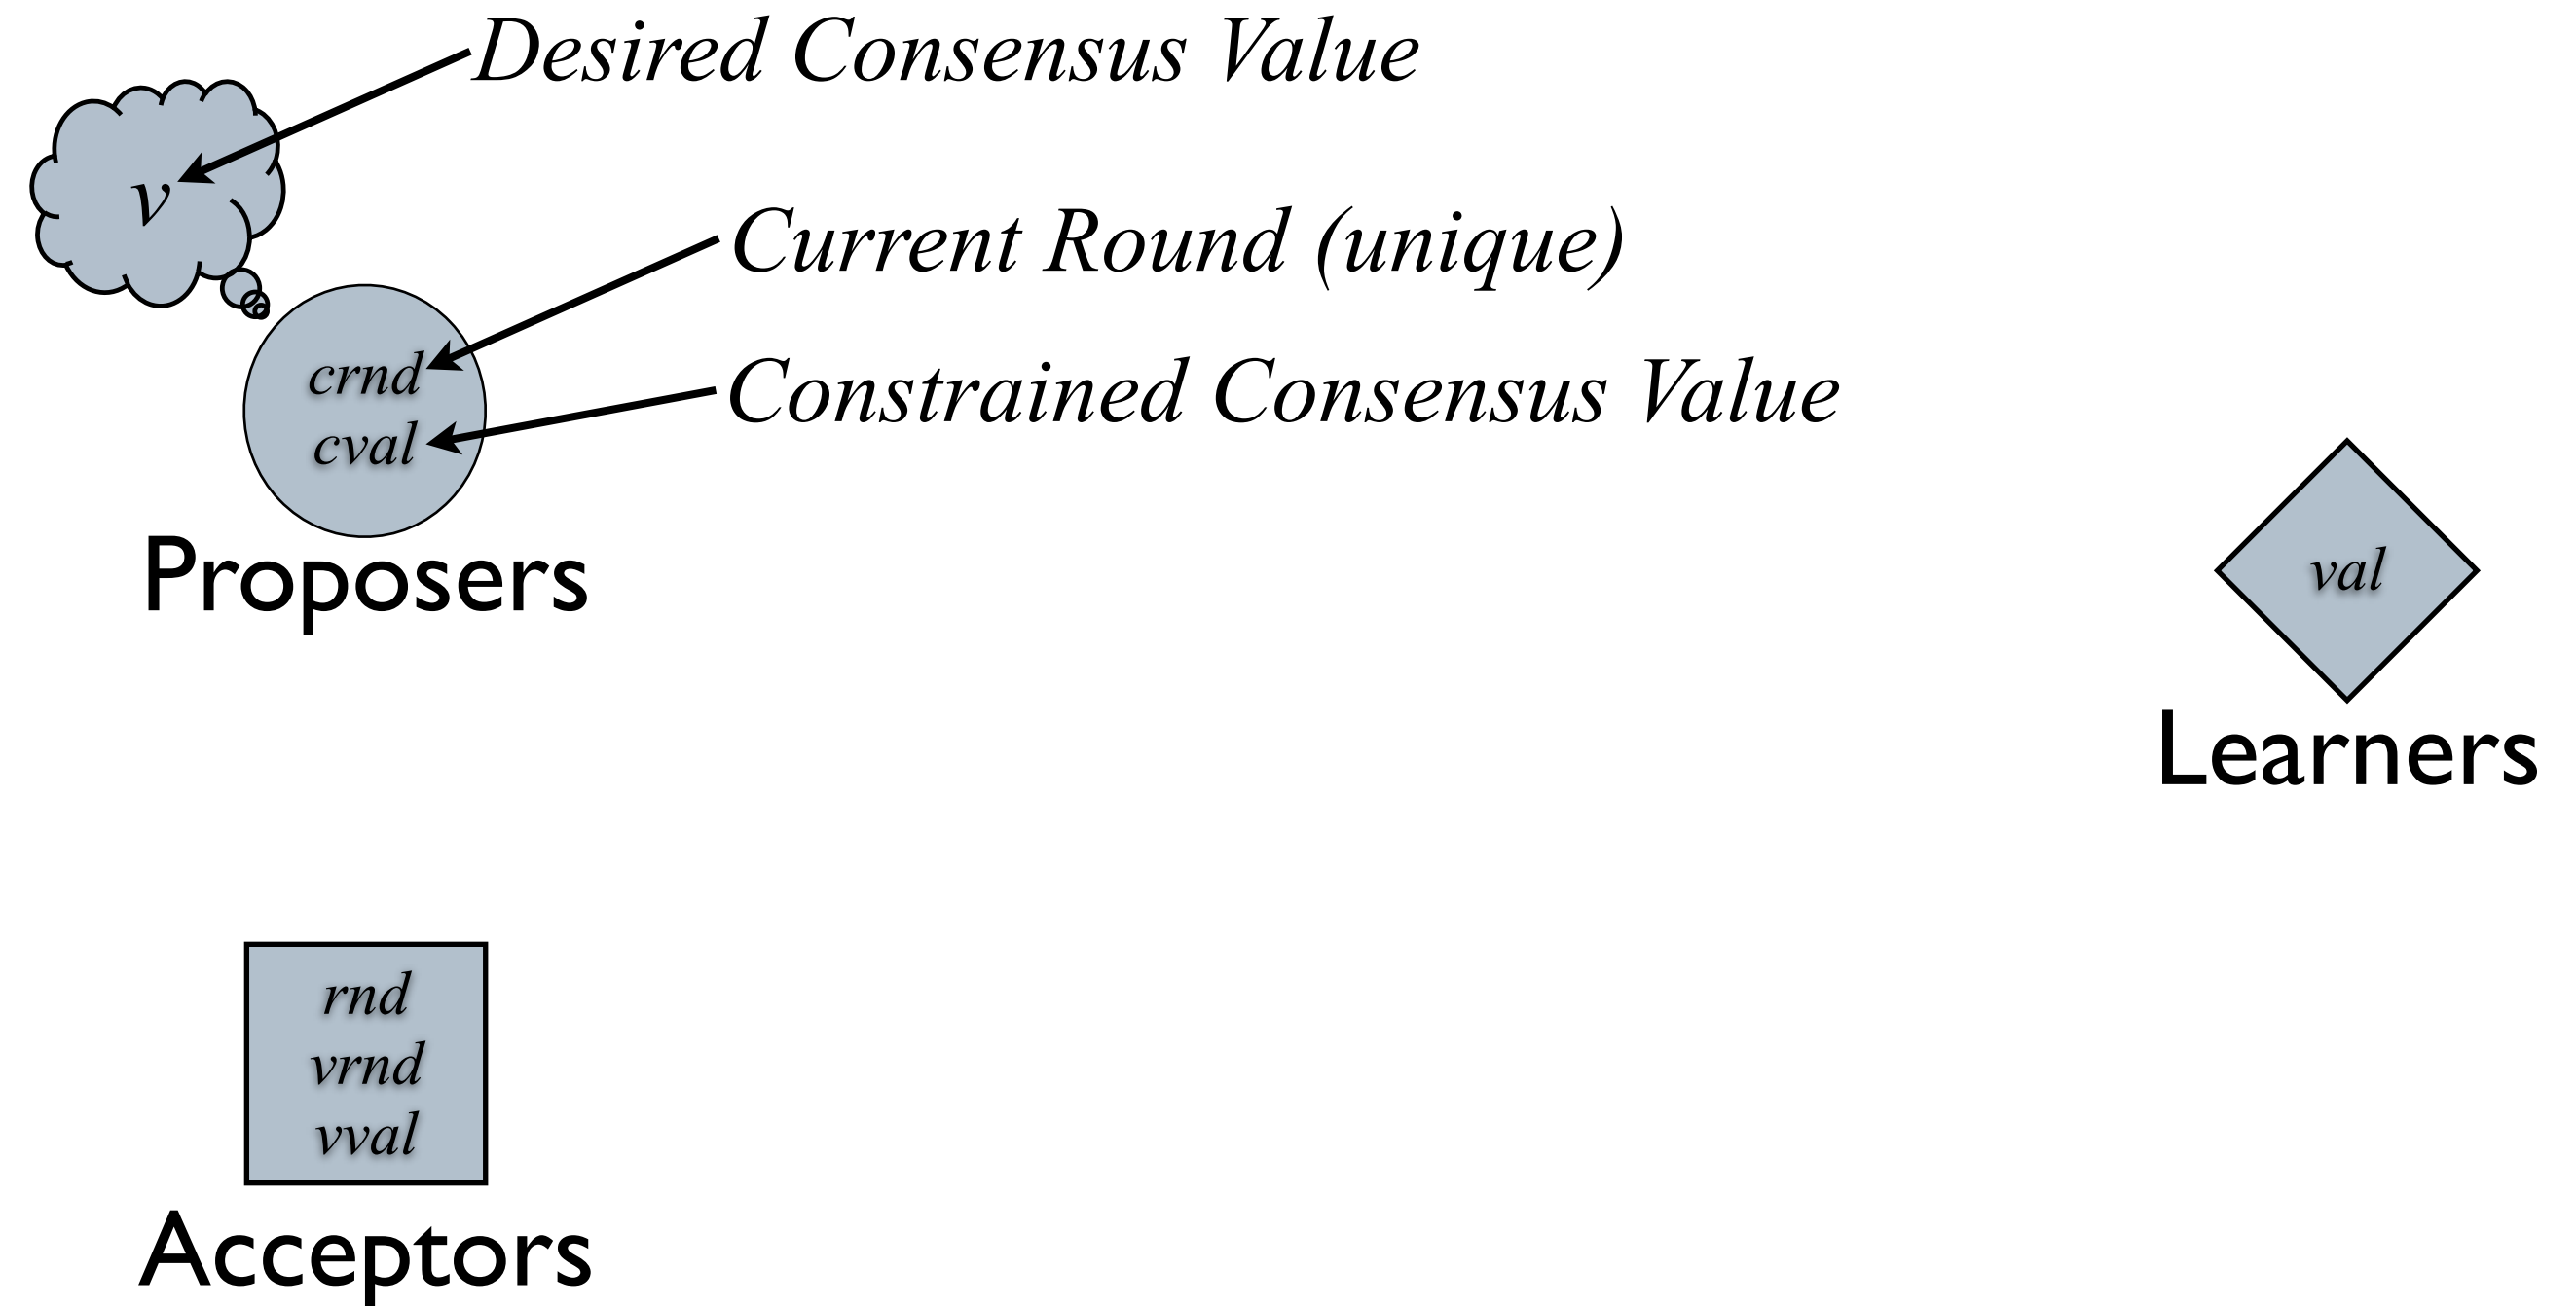 Desired Consensus Value
v
Current Round (unique)
crnd
Constrained Consensus Value
cval
Proposers
val
Learners
rnd
vrnd
vval
Acceptors